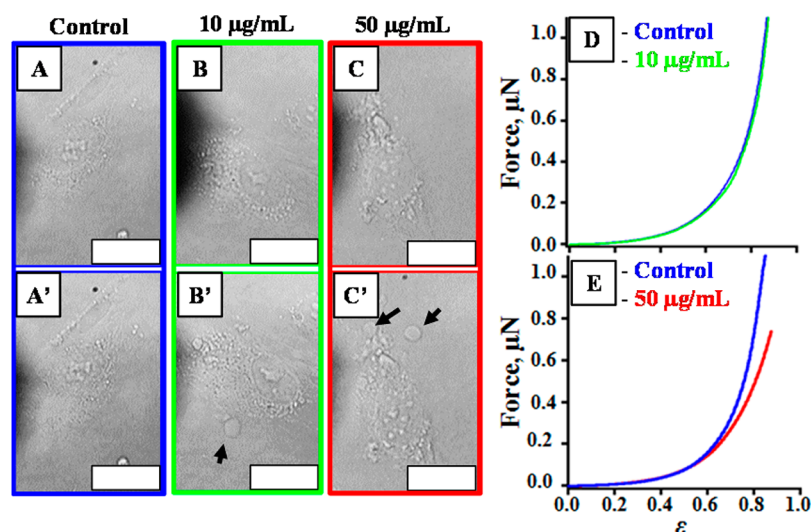 Control 10 μg/mL 50 μg/mL
A B C
A' B' C'
D - Control
- 10 μg/mL
Force, μN
1.0
0.8
0.4
0.2
0.0
E - Control
- 50 μg/mL
Force, μN
1.0
0.8
0.6
0.4
0.2
0.0
0.0 0.2 0.4 0.6 0.8 1.0
ε